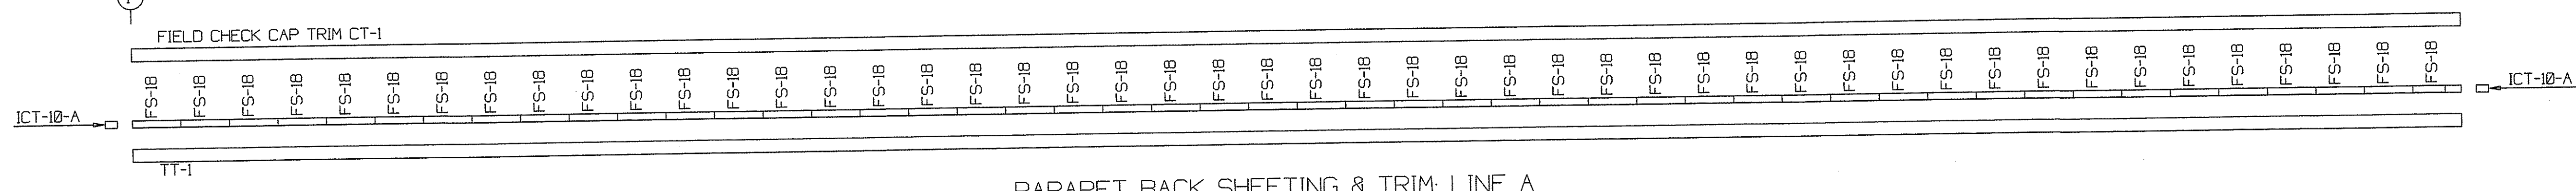 FIELD CHECK CAP TRIM CT-1
FS-18 FS-18 FS-18 FS-18 FS-18 FS-18 FS-18 FS-18 FS-18 FS-18 FS-18 FS-18 FS-18 FS-18 FS-18 FS-18 FS-18 FS-18 FS-18 FS-18 FS-18 FS-18 FS-18 FS-18 FS-18 FS-18 FS-18 FS-18 FS-18 FS-18 FS-18 FS-18 FS-18 FS-18 FS-18 FS-18 FS-18 FS-18 FS-18 FS-18 FS-18 FS-18 FS-18 FS-18 FS-18 FS-18 FS-18 FS-18
ICT-10-A ICT-10-A
TT-1
PARAPET BACK SHEETING & TRIM: LINE A